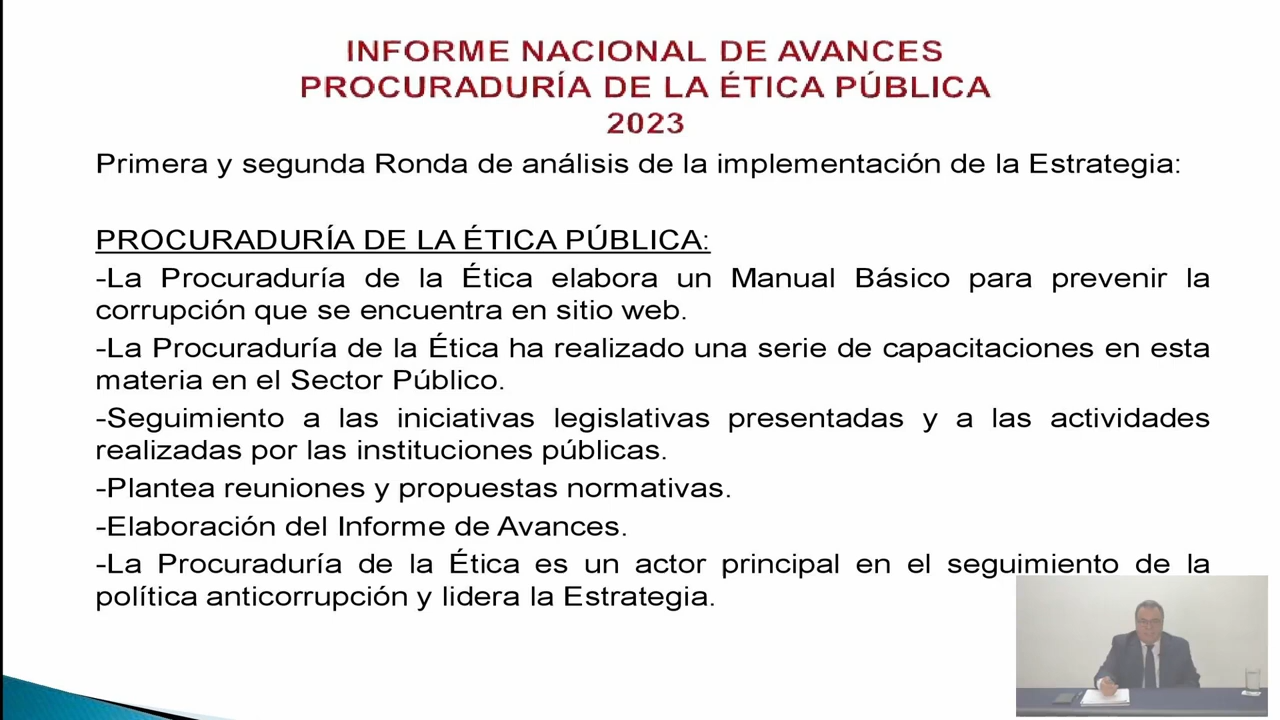 INFORME NACIONAL DE AVANCES
PROCURADURÍA DE LA ÉTICA PÚBLICA
2023
Primera y segunda Ronda de análisis de la implementación de la Estrategia:
PROCURADURÍA DE LA ÉTICA PÚBLICA:
-La Procuraduría de la Ética elabora un Manual Básico para prevenir la
corrupción que se encuentra en sitio web.
-La Procuraduría de la Ética ha realizado una serie de capacitaciones en esta
materia en el Sector Público.
-Seguimiento a las iniciativas legislativas presentadas y a las actividades
realizadas por las instituciones públicas.
-Plantea reuniones y propuestas normativas.
-Elaboración del Informe de Avances.
-La Procuraduría de la Ética es un actor principal en el seguimiento de la
política anticorrupción y lidera la Estrategia.